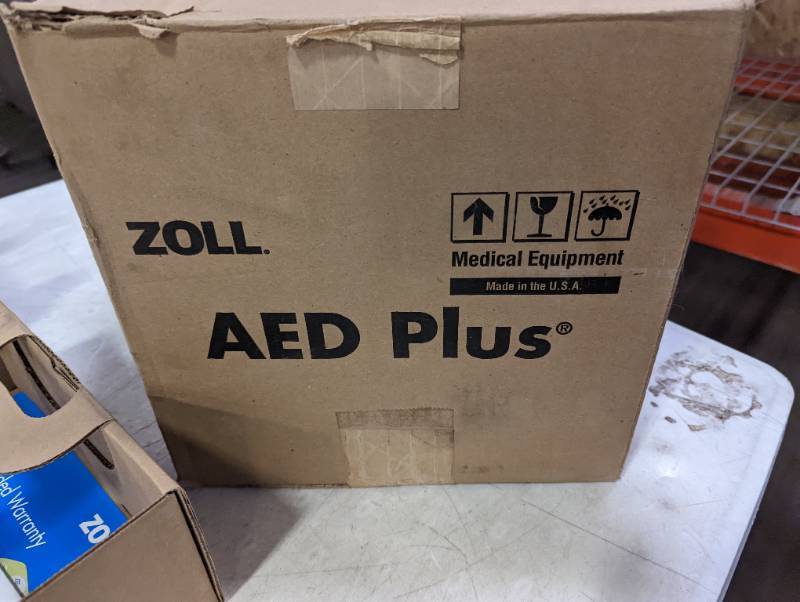 ZOLL.
Medical Equipment
Made in the U.S.A.
AED Plus®
ded Warranty
ZO